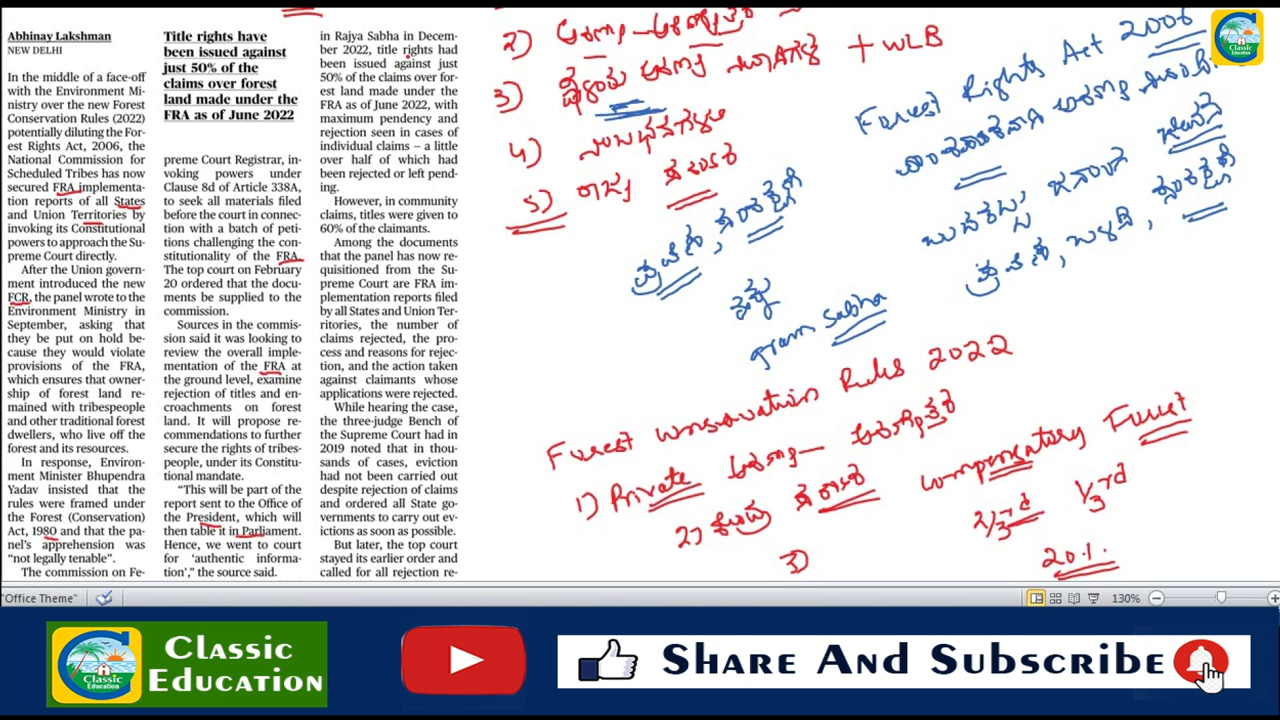 Abhinay Lakshman
NEW DELHI
In the middle of a face-off
with the Environment Mi-
nistry over the new Forest
Conservation Rules (2022)
potentially diluting the For-
est Rights Act, 2006, the
National Commission for
Scheduled Tribes has now
secured FRA implementa-
tion reports of all States
and Union Territories by
invoking its Constitutional
powers to approach the Su-
preme Court directly.
After the Union govern-
ment introduced the new
FCR, the panel wrote to the
Environment Ministry in
September, asking that
they be put on hold be-
cause they would violate
provisions of the FRA,
which ensures that owner-
ship of forest land re-
mained with tribespeople
and other traditional forest
dwellers, who live off the
forest and its resources.
In response, Environ-
ment Minister Bhupendra
Yadav insisted that the
rules were framed under
the Forest (Conservation)
Act, 1980 and that the pa-
nel's apprehension was
"not legally tenable".
The commission on Fe-
Title rights have
been issued against
just 50% of the
claims over forest
land made under the
FRA as of June 2022
preme Court Registrar, in-
voking powers under
Clause 8d of Article 338A,
to seek all materials filed
before the court in connec-
tion with a batch of peti-
tions challenging the con-
stitutionality of the FRA.
The top court on February
20 ordered that the docu-
ments be supplied to the
commission.
Sources in the commis-
sion said it was looking to
review the overall imple-
mentation of the FRA at
the ground level, examine
rejection of titles and en-
croachments on forest
land. It will propose re-
commendations to further
secure the rights of tribes-
people, under its Constitu-
tional mandate.
"This will be part of the
report sent to the Office of
the President, which will
then table it in Parliament.
Hence, we went to court
for 'authentic informa-
tion'," the source said.
in Rajya Sabha in Decem-
ber 2022, title rights had
been issued against just
50% of the claims over for-
est land made under the
FRA as of June 2022, with
maximum pendency and
rejection seen in cases of
individual claims – a little
over half of which had
been rejected or left pend-
ing.
However, in community
claims, titles were given to
60% of the claimants.
Among the documents
that the panel has now re-
quisitioned from the Su-
preme Court are FRA im-
plementation reports filed
by all States and Union Ter-
ritories, the number of
claims rejected, the pro-
cess and reasons for rejec-
tion, and the action taken
against claimants whose
applications were rejected.
While hearing the case,
the three-judge Bench of
the Supreme Court had in
2019 noted that in thou-
sands of cases, eviction
had not been carried out
despite rejection of claims
and ordered all State go-
vernments to carry out ev-
ictions as soon as possible.
But later, the top court
stayed its earlier order and
called for all rejection re-
2) ಅರಣ್ಯ
3) ಅರಣ್ಯ + WLB
4)
5) ರಾಜ್ಯ ಸರಕಾರ
Forest Rights Act 2006
ಬುಡಕಟ್ಟು ಜನಾಂಗ
ಪ್ರವೇಶ, ಬಳಕೆ, ಸಂರಕ್ಷಣೆ
ಪ್ರವೇಶ, ಸಂರಕ್ಷಣೆ
ಹಕ್ಕು
gram sabha
Forest conservation Rules 2022
1) Private ಅರಣ್ಯ
2) ಕೇಂದ್ರ ಸರಕಾರ
3)
compensatory Forest
2/3rd 1/3rd
20%.
"Office Theme" 130%
Classic
Education
Classic
Education
Share And Subscribe